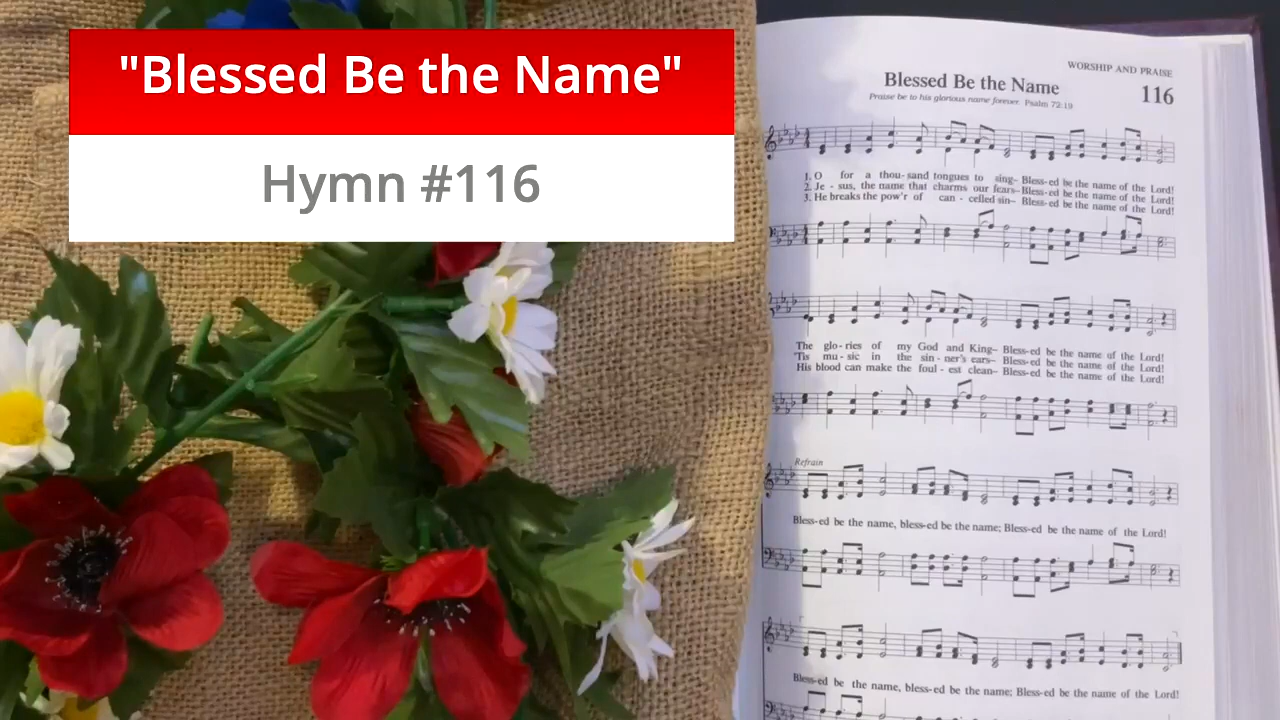 "Blessed Be the Name"
Hymn #116
WORSHIP AND PRAISE
Blessed Be the Name
116
Praise be to his glorious name forever. Psalm 72:19
1. O for a thou-sand tongues to sing– Bless-ed be the name of the Lord!
2. Je - sus, the name that charms our fears– Bless-ed be the name of the Lord!
3. He breaks the pow'r of can - celled sin– Bless-ed be the name of the Lord!
The glo-ries of my God and King– Bless-ed be the name of the Lord!
'Tis mu-sic in the sin-ner's ears– Bless-ed be the name of the Lord!
His blood can make the foul - est clean– Bless-ed be the name of the Lord!
Refrain
Bless-ed be the name, bless-ed be the name; Bless-ed be the name of the Lord!
Bless-ed be the name, bless-ed be the name; Bless-ed be the name of the Lord!